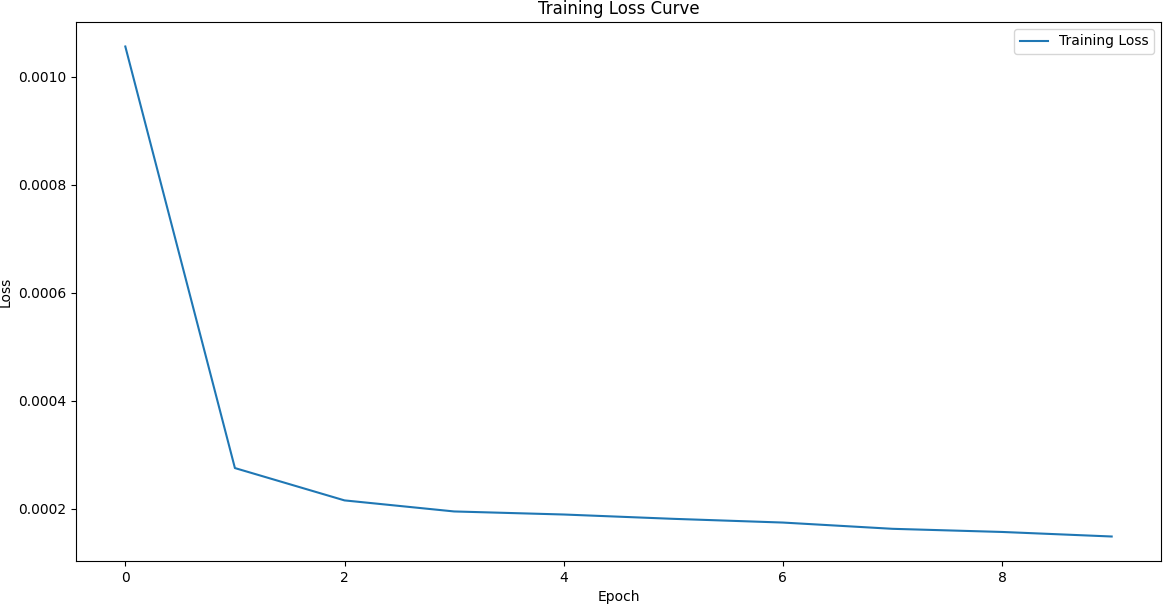 Training Loss Curve
Training Loss
0.0010
0.0008
0.0006
0.0004
0.0002
Loss
0 2 4 6 8
Epoch